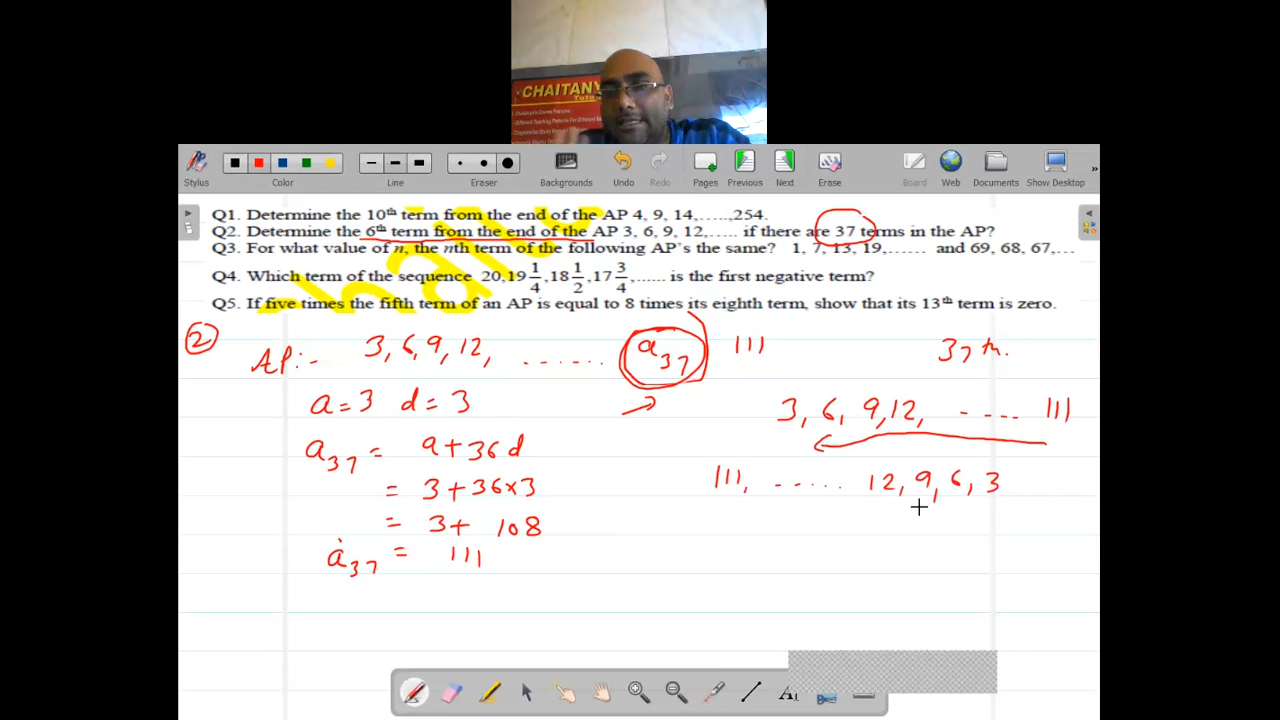 CHAITANY
Tuto
Stylus
Color
Line
Eraser
Backgrounds
Undo
Redo
Pages
Previous
Next
Erase
Board
Web
Documents
Show Desktop
»
Q1. Determine the 10th term from the end of the AP 4, 9, 14,…..,254.
Q2. Determine the 6th term from the end of the AP 3, 6, 9, 12,….. if there are 37 terms in the AP?
Q3. For what value of n, the nth term of the following AP's the same? 1, 7, 13, 19,…… and 69, 68, 67,…
Q4. Which term of the sequence 20,19 1/4 ,18 1/2 ,17 3/4 ,...... is the first negative term?
Q5. If five times the fifth term of an AP is equal to 8 times its eighth term, show that its 13th term is zero.
② AP:- 3, 6, 9, 12, ....... a37 111
37th.
a=3 d=3
a37 = a+36d
= 3+36×3
= 3+ 108
a37 = 111
3, 6, 9, 12, ...... 111
111, ...... 12, 9, 6, 3